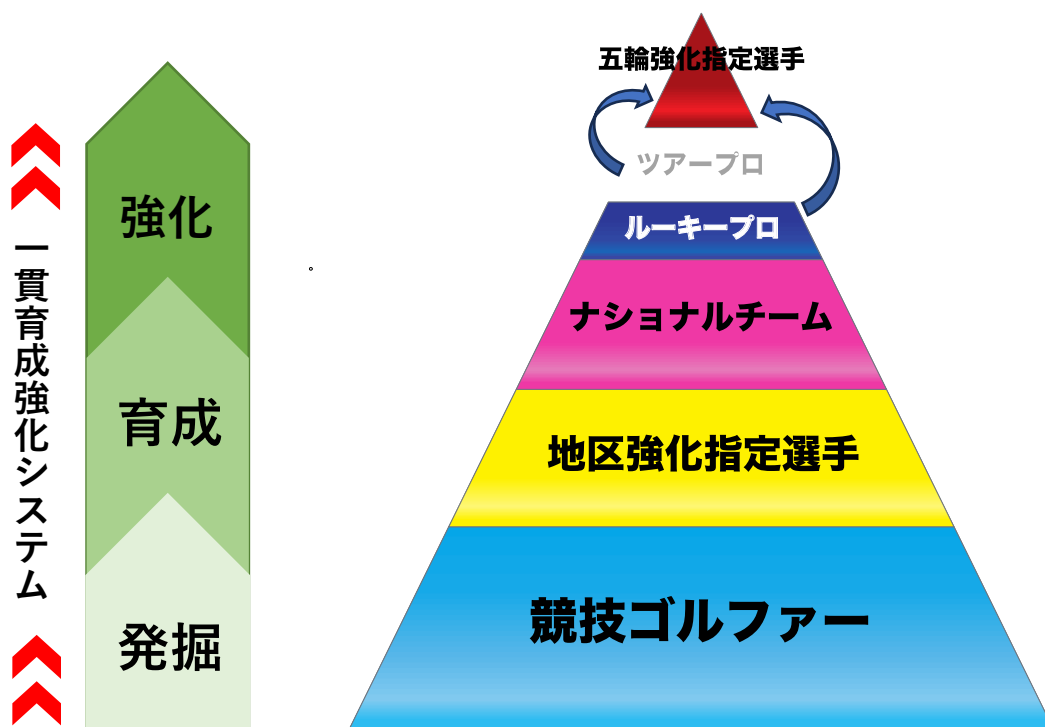 一貫育成強化システム
強化
育成
発掘
五輪強化指定選手
ツアープロ
ルーキープロ
ナショナルチーム
地区強化指定選手
競技ゴルファー
。